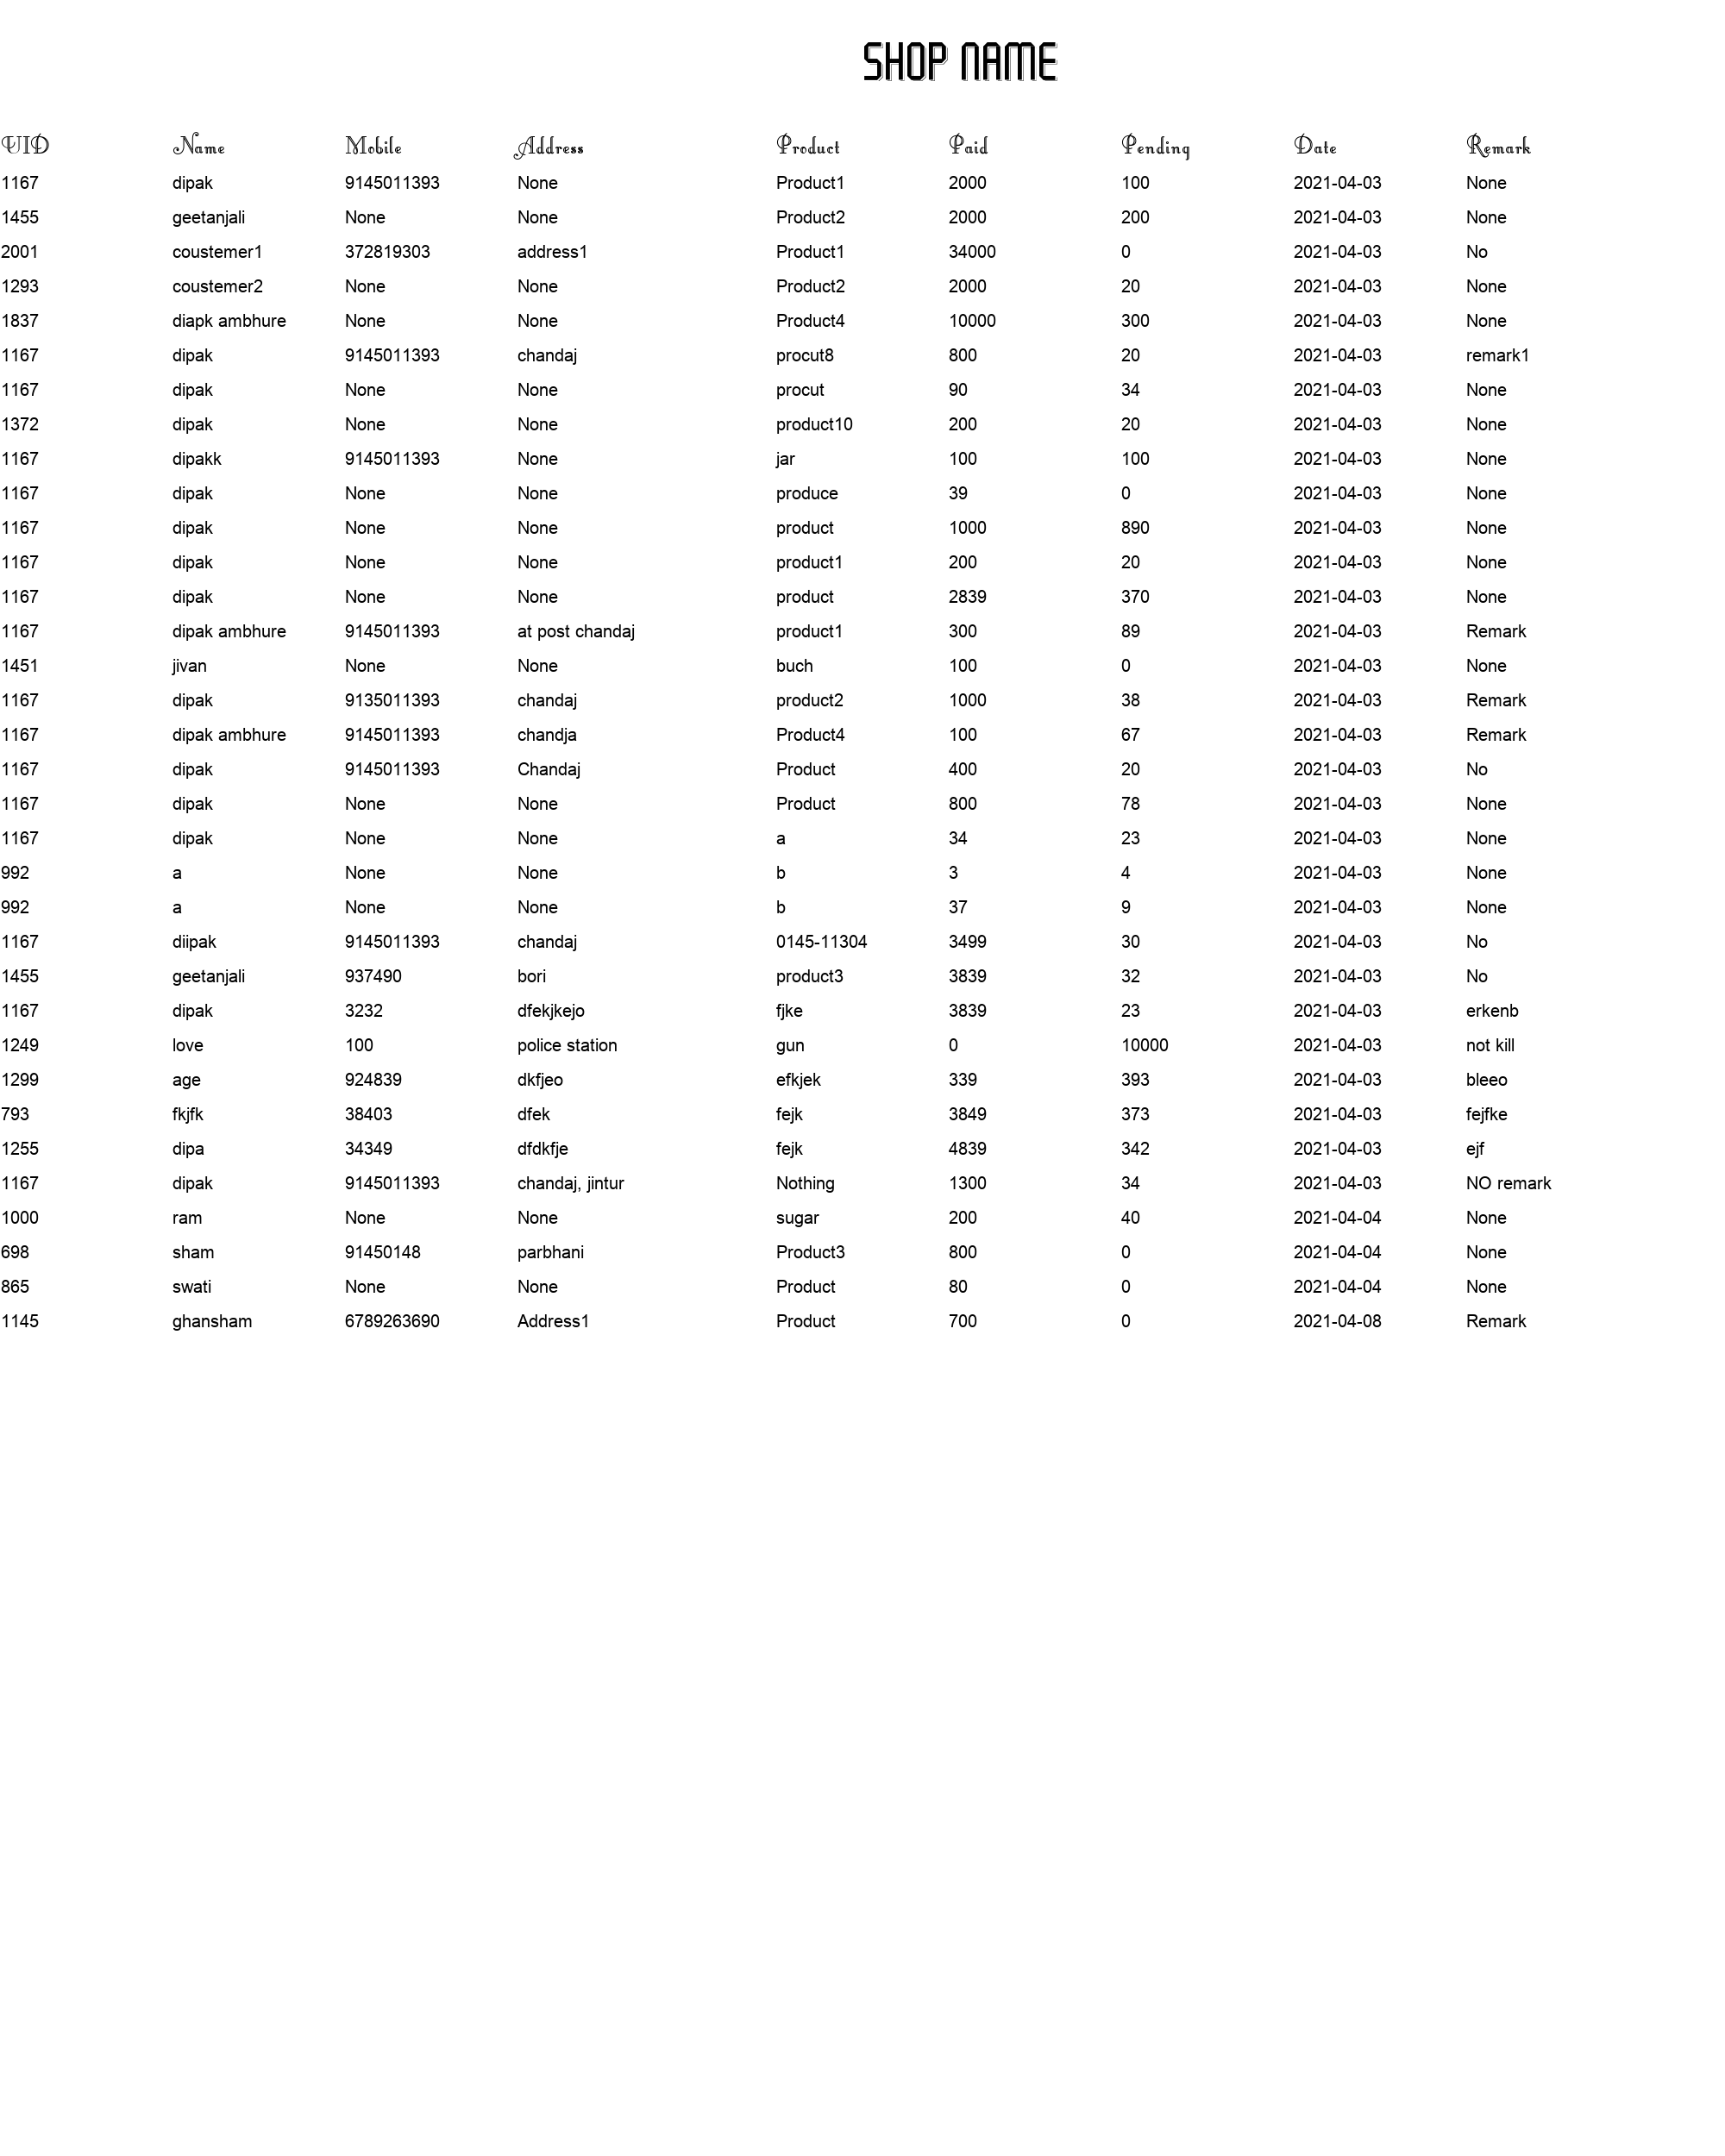 SHOP NAME
UID Name Mobile Address Product Paid Pending Date Remark
1167 dipak 9145011393 None Product1 2000 100 2021-04-03 None
1455 geetanjali None None Product2 2000 200 2021-04-03 None
2001 coustemer1 372819303 address1 Product1 34000 0 2021-04-03 No
1293 coustemer2 None None Product2 2000 20 2021-04-03 None
1837 diapk ambhure None None Product4 10000 300 2021-04-03 None
1167 dipak 9145011393 chandaj procut8 800 20 2021-04-03 remark1
1167 dipak None None procut 90 34 2021-04-03 None
1372 dipak None None product10 200 20 2021-04-03 None
1167 dipakk 9145011393 None jar 100 100 2021-04-03 None
1167 dipak None None produce 39 0 2021-04-03 None
1167 dipak None None product 1000 890 2021-04-03 None
1167 dipak None None product1 200 20 2021-04-03 None
1167 dipak None None product 2839 370 2021-04-03 None
1167 dipak ambhure 9145011393 at post chandaj product1 300 89 2021-04-03 Remark
1451 jivan None None buch 100 0 2021-04-03 None
1167 dipak 9135011393 chandaj product2 1000 38 2021-04-03 Remark
1167 dipak ambhure 9145011393 chandja Product4 100 67 2021-04-03 Remark
1167 dipak 9145011393 Chandaj Product 400 20 2021-04-03 No
1167 dipak None None Product 800 78 2021-04-03 None
1167 dipak None None a 34 23 2021-04-03 None
992 a None None b 3 4 2021-04-03 None
992 a None None b 37 9 2021-04-03 None
1167 diipak 9145011393 chandaj 0145-11304 3499 30 2021-04-03 No
1455 geetanjali 937490 bori product3 3839 32 2021-04-03 No
1167 dipak 3232 dfekjkejo fjke 3839 23 2021-04-03 erkenb
1249 love 100 police station gun 0 10000 2021-04-03 not kill
1299 age 924839 dkfjeo efkjek 339 393 2021-04-03 bleeo
793 fkjfk 38403 dfek fejk 3849 373 2021-04-03 fejfke
1255 dipa 34349 dfdkfje fejk 4839 342 2021-04-03 ejf
1167 dipak 9145011393 chandaj, jintur Nothing 1300 34 2021-04-03 NO remark
1000 ram None None sugar 200 40 2021-04-04 None
698 sham 91450148 parbhani Product3 800 0 2021-04-04 None
865 swati None None Product 80 0 2021-04-04 None
1145 ghansham 6789263690 Address1 Product 700 0 2021-04-08 Remark